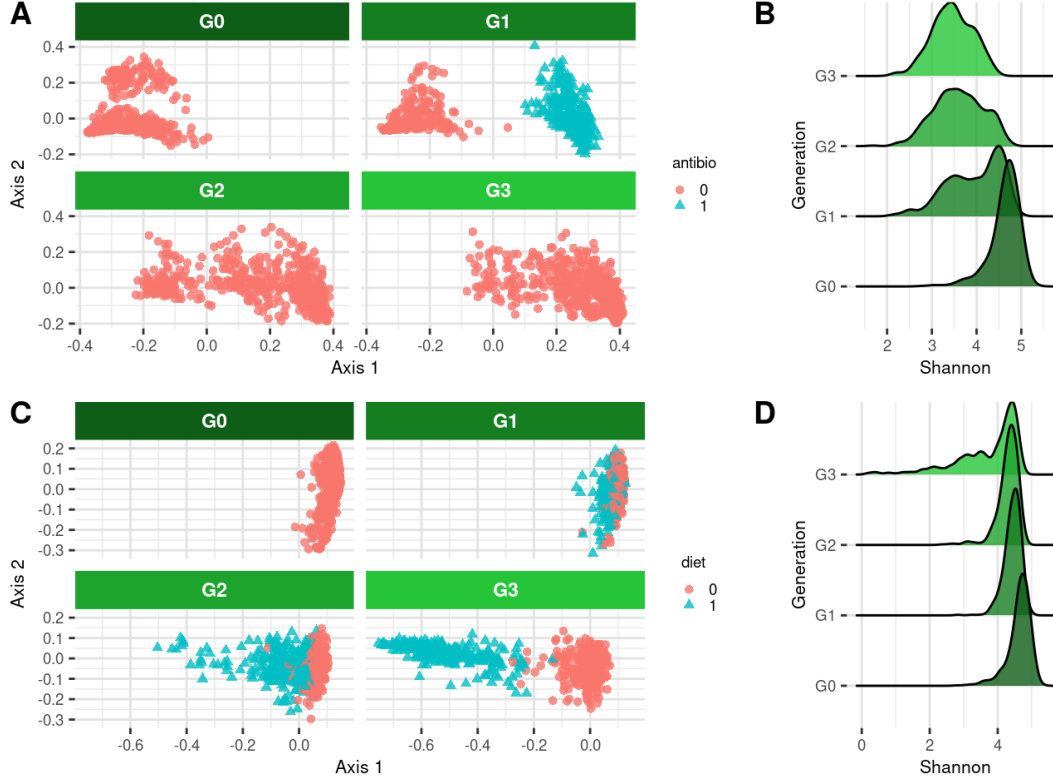 A
G0
G1
0.4
0.2
0.0
-0.2
G2
G3
0.4
0.2
0.0
-0.2
-0.4 -0.2 0.0 0.2 0.4
-0.4 -0.2 0.0 0.2 0.4
Axis 1
Axis 2
antibio
0
1
B
G3
G2
G1
G0
2 3 4 5
Shannon
Generation
C
G0
G1
0.2
0.1
0.0
-0.1
-0.2
-0.3
G2
G3
0.2
0.1
0.0
-0.1
-0.2
-0.3
-0.6 -0.4 -0.2 0.0
-0.6 -0.4 -0.2 0.0
Axis 1
Axis 2
diet
0
1
D
G3
G2
G1
G0
0 2 4
Shannon
Generation